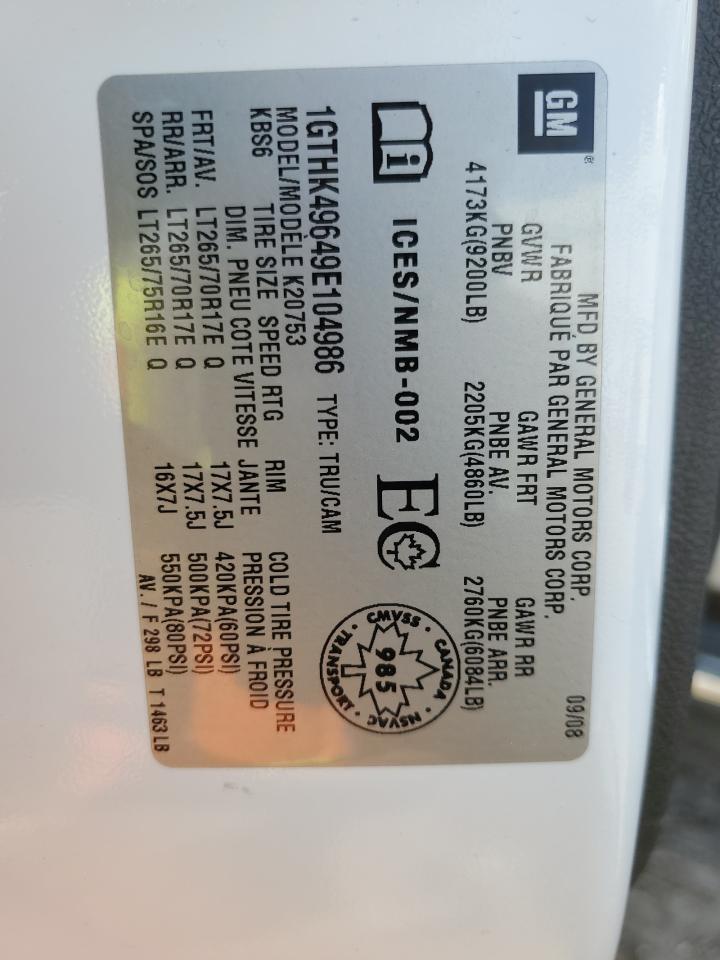 GM
®
MFD BY GENERAL MOTORS CORP.
09/08
FABRIQUÉ PAR GENERAL MOTORS CORP.
GVWR GAWR FRT GAWR RR
PNBV PNBE AV. PNBE ARR.
4173KG(9200LB) 2205KG(4860LB) 2760KG(6084LB)
i ICES/NMB-002 EC
CMVSS · CANADA · NSVAC · TRANSPORT ·
985
1GTHK49649E104986 TYPE: TRU/CAM
MODEL/MODÈLE K20753
KBS6 TIRE SIZE SPEED RTG RIM COLD TIRE PRESSURE
DIM. PNEU COTE VITESSE JANTE PRESSION À FROID
FRT/AV. LT265/70R17E Q 17X7.5J 420KPA(60PSI)
RR/ARR. LT265/70R17E Q 17X7.5J 500KPA(72PSI)
SPA/SOS LT265/75R16E Q 16X7J 550KPA(80PSI)
AV. / F 298 LB T 1463 LB